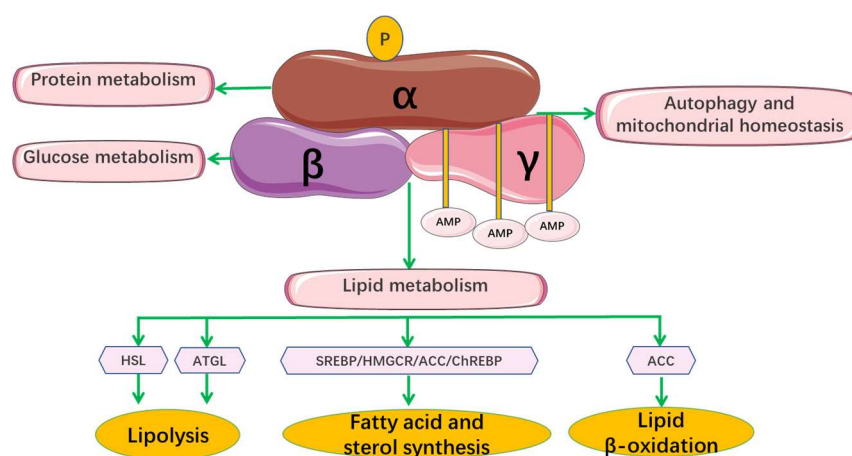 P
α
Protein metabolism
Autophagy and
mitochondrial homeostasis
Glucose metabolism
β
γ
AMP
AMP
AMP
Lipid metabolism
HSL
ATGL
SREBP/HMGCR/ACC/ChREBP
ACC
Lipolysis
Fatty acid and
sterol synthesis
Lipid
β-oxidation